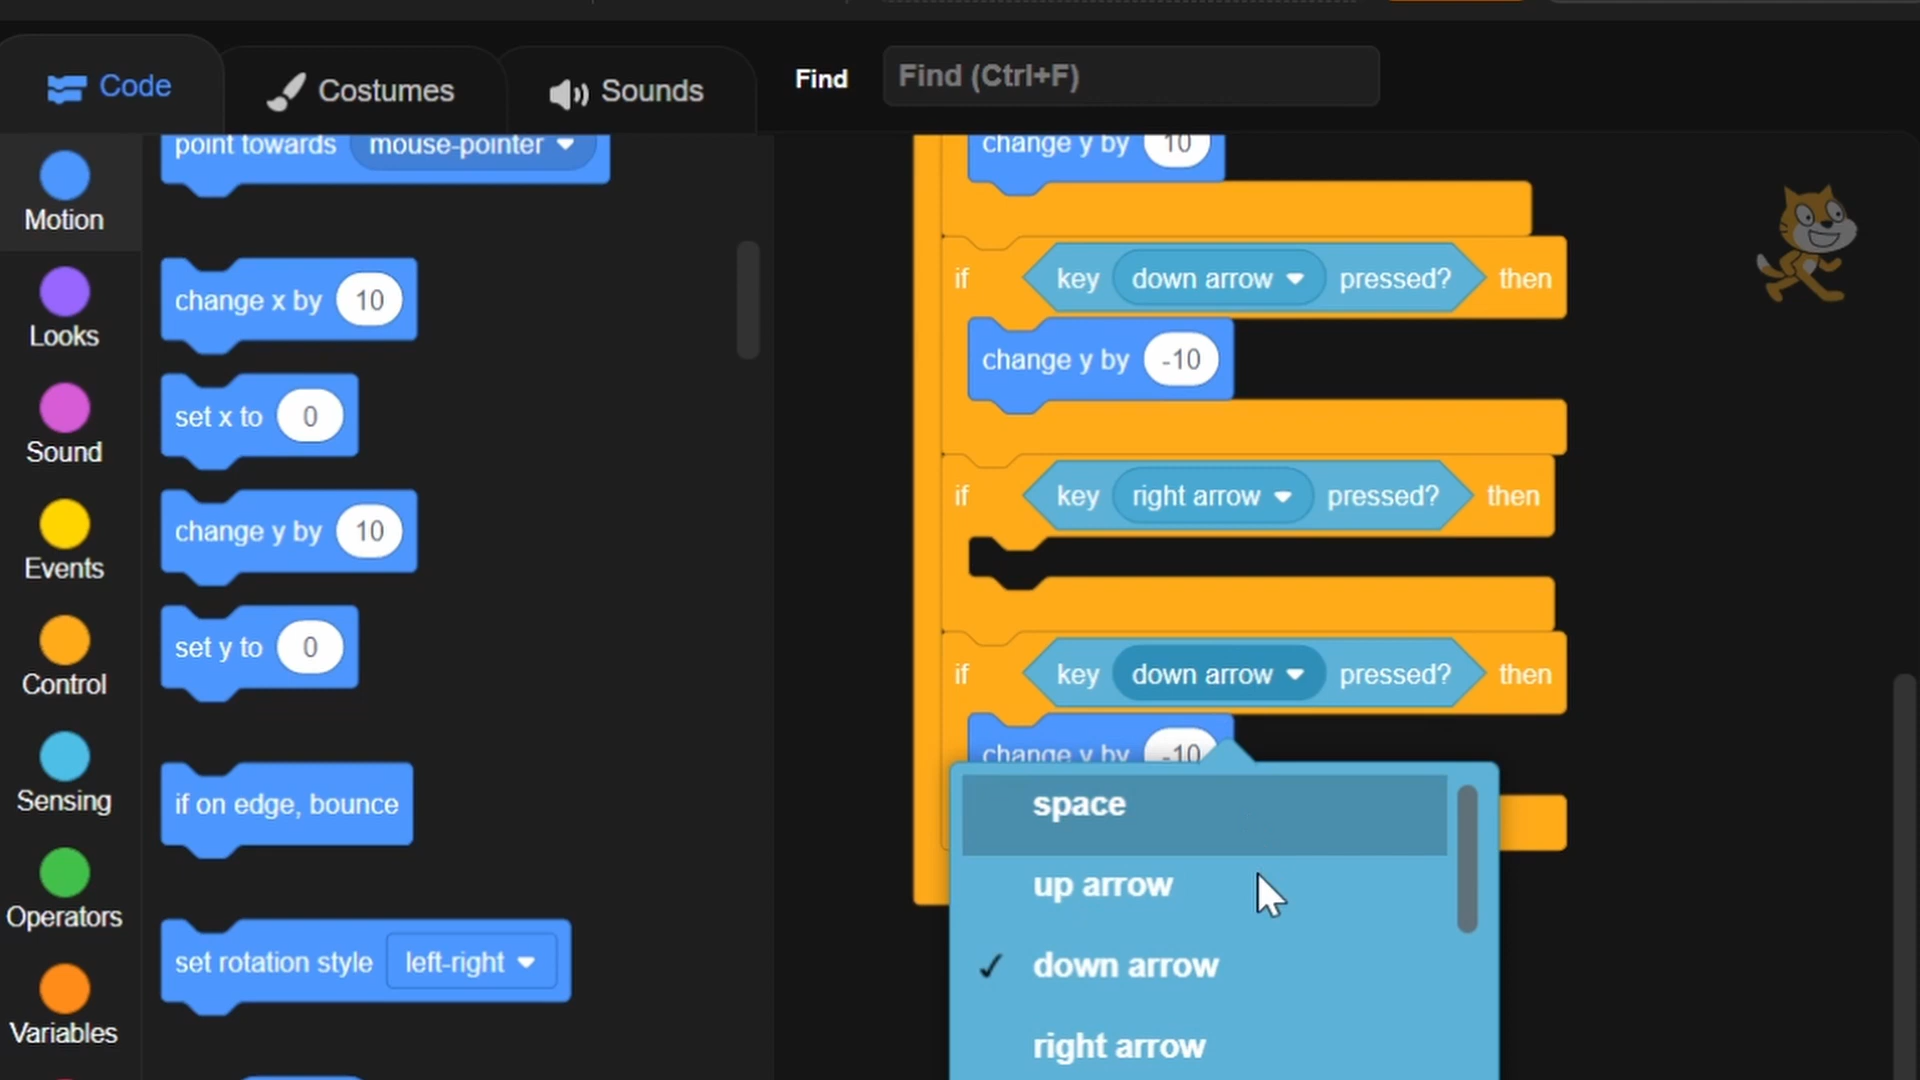 Code
Costumes
Sounds
Find
Find (Ctrl+F)
Motion
Looks
Sound
Events
Control
Sensing
Operators
Variables
point towards mouse-pointer
change x by 10
set x to 0
change y by 10
set y to 0
if on edge, bounce
set rotation style left-right
change y by 10
if key down arrow pressed? then
change y by -10
if key right arrow pressed? then
if key down arrow pressed? then
change y by -10
space
up arrow
✓ down arrow
right arrow